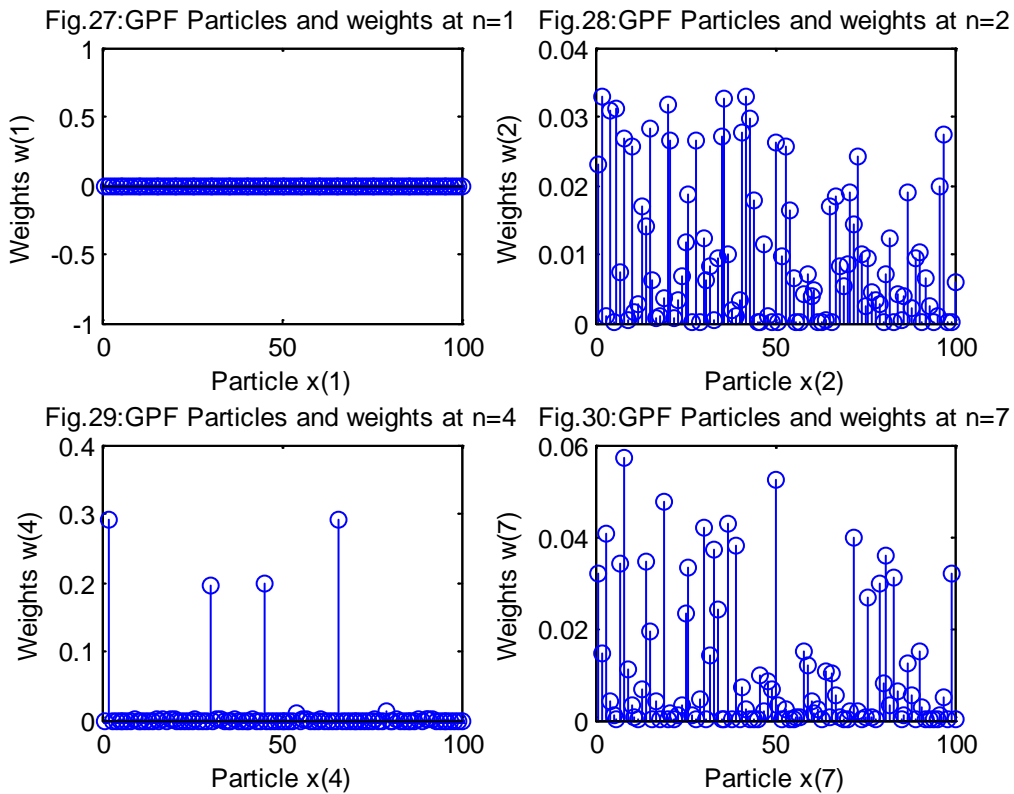 Fig.27:GPF Particles and weights at n=1
1
0.5
0
-0.5
-1
Weights w(1)
0
50
100
Particle x(1)
Fig.28:GPF Particles and weights at n=2
0.04
0.03
0.02
0.01
0
Weights w(2)
0
50
100
Particle x(2)
Fig.29:GPF Particles and weights at n=4
0.4
0.3
0.2
0.1
0
Weights w(4)
0
50
100
Particle x(4)
Fig.30:GPF Particles and weights at n=7
0.06
0.04
0.02
0
Weights w(7)
0
50
100
Particle x(7)